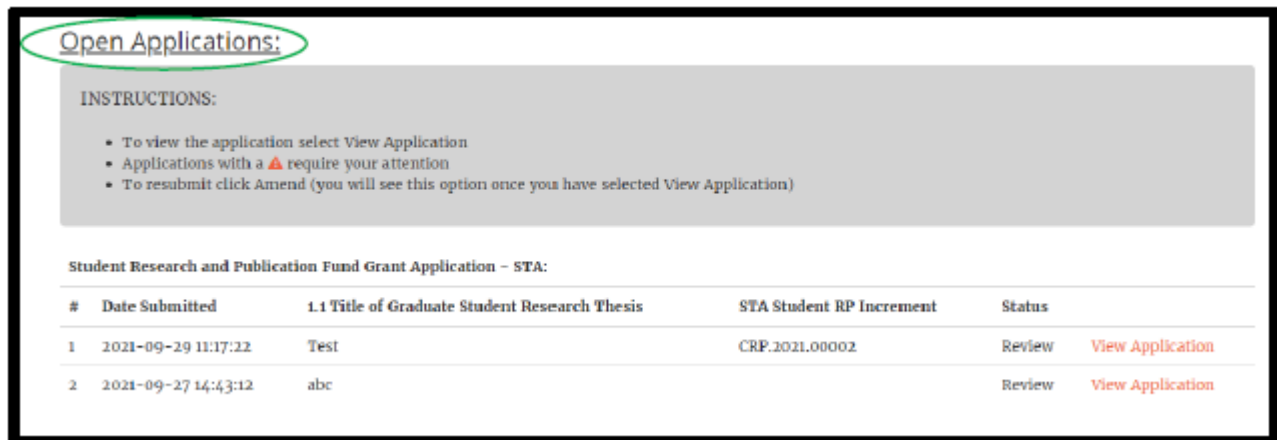 Open Applications:
INSTRUCTIONS:
• To view the application select View Application
• Applications with a ⚠ require your attention
• To resubmit click Amend (you will see this option once you have selected View Application)
Student Research and Publication Fund Grant Application – STA:
# Date Submitted 1.1 Title of Graduate Student Research Thesis STA Student RP Increment Status
1 2021-09-29 11:17:22 Test CRP.2021.00002 Review View Application
2 2021-09-27 14:43:12 abc Review View Application